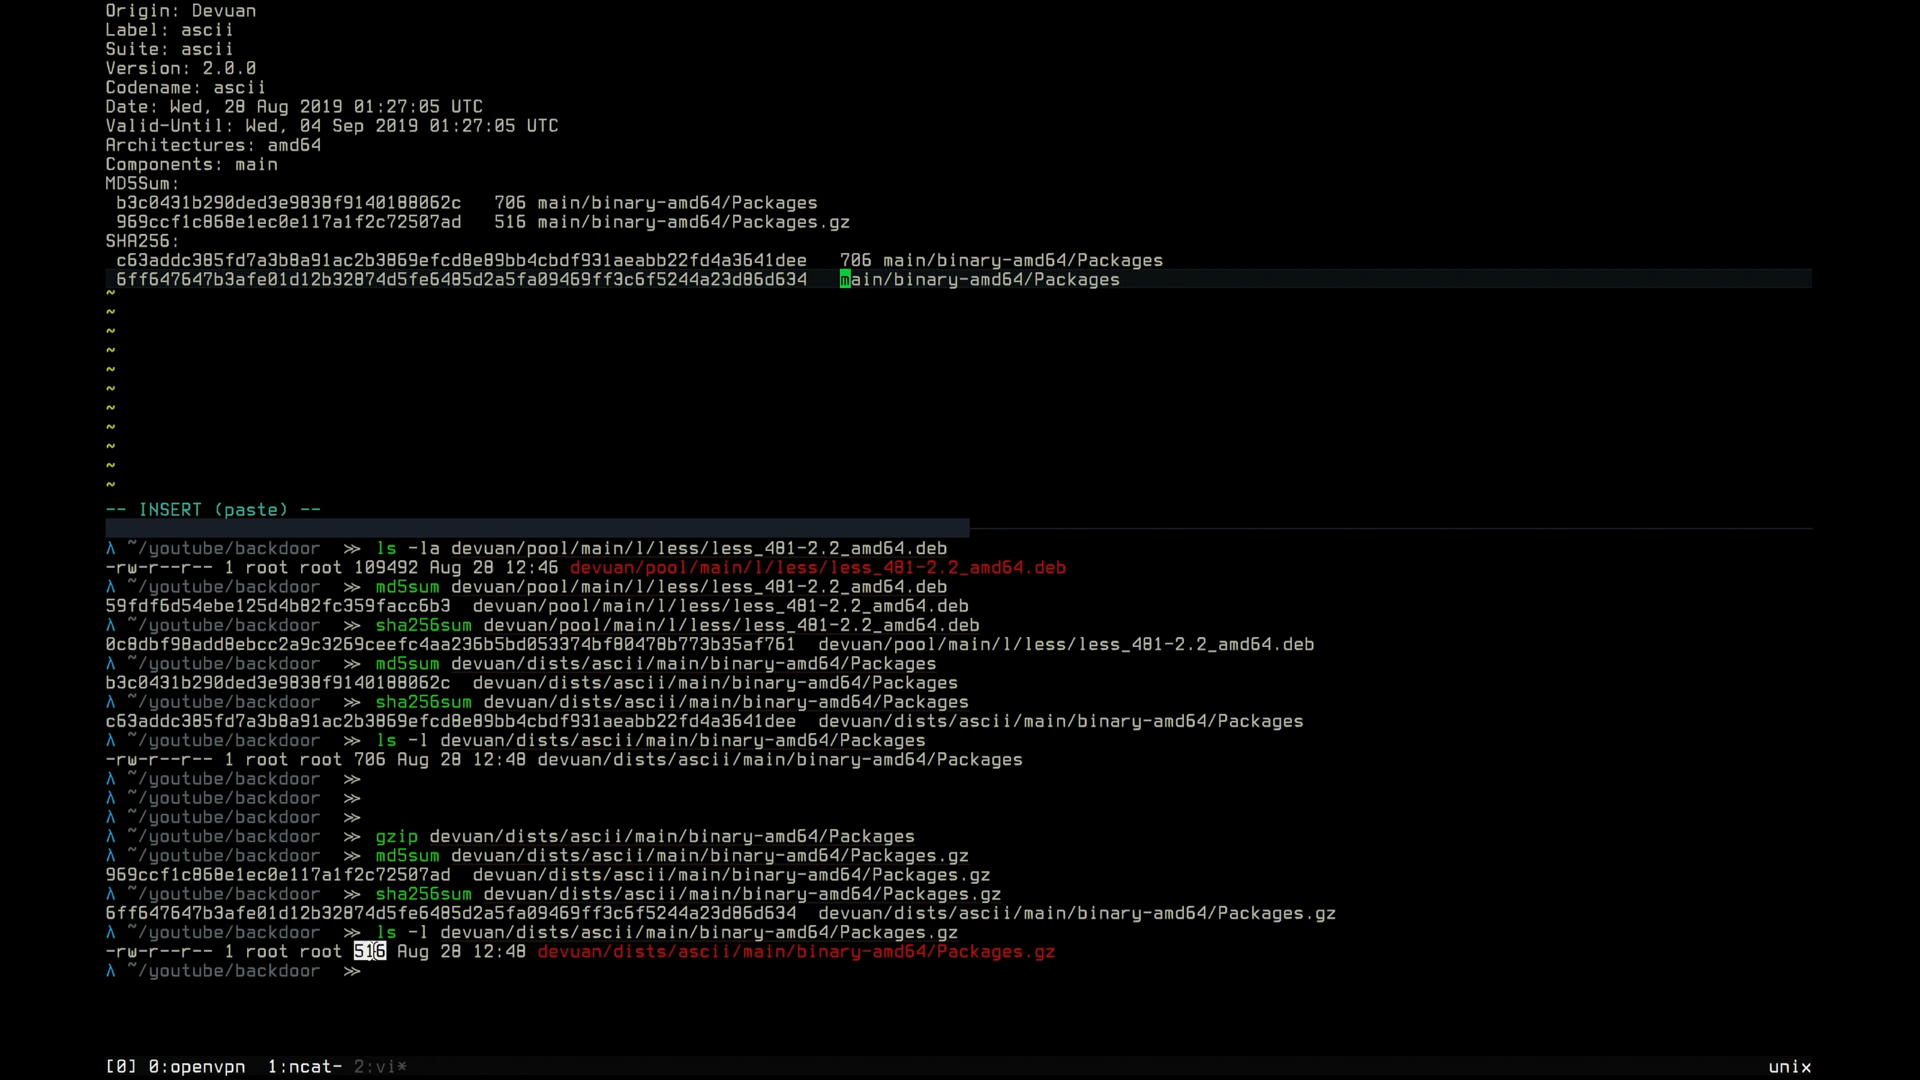 Origin: Devuan
Label: ascii
Suite: ascii
Version: 2.0.0
Codename: ascii
Date: Wed, 28 Aug 2019 01:27:05 UTC
Valid-Until: Wed, 04 Sep 2019 01:27:05 UTC
Architectures: amd64
Components: main
MD5Sum:
 b3c0431b290ded3e9838f9140188062c   706 main/binary-amd64/Packages
 969ccf1c868e1ec0e117a1f2c72507ad   516 main/binary-amd64/Packages.gz
SHA256:
 c63addc385fd7a3b8a91ac2b3869efcd8e89bb4cbdf931aeabb22fd4a3641dee   706 main/binary-amd64/Packages
 6ff647647b3afe01d12b32874d5fe6485d2a5fa09469ff3c6f5244a23d86d634   main/binary-amd64/Packages
~
~
~
~
~
~
~
~
~
~
~
-- INSERT (paste) --
λ ~/youtube/backdoor  ≫ ls -la devuan/pool/main/l/less/less_481-2.2_amd64.deb
-rw-r--r-- 1 root root 109492 Aug 28 12:46 devuan/pool/main/l/less/less_481-2.2_amd64.deb
λ ~/youtube/backdoor  ≫ md5sum devuan/pool/main/l/less/less_481-2.2_amd64.deb
59fdf6d54ebe125d4b82fc359facc6b3  devuan/pool/main/l/less/less_481-2.2_amd64.deb
λ ~/youtube/backdoor  ≫ sha256sum devuan/pool/main/l/less/less_481-2.2_amd64.deb
0c8dbf98add8ebcc2a9c3269ceefc4aa236b5bd053374bf80478b773b35af761  devuan/pool/main/l/less/less_481-2.2_amd64.deb
λ ~/youtube/backdoor  ≫ md5sum devuan/dists/ascii/main/binary-amd64/Packages
b3c0431b290ded3e9838f9140188062c  devuan/dists/ascii/main/binary-amd64/Packages
λ ~/youtube/backdoor  ≫ sha256sum devuan/dists/ascii/main/binary-amd64/Packages
c63addc385fd7a3b8a91ac2b3869efcd8e89bb4cbdf931aeabb22fd4a3641dee  devuan/dists/ascii/main/binary-amd64/Packages
λ ~/youtube/backdoor  ≫ ls -l devuan/dists/ascii/main/binary-amd64/Packages
-rw-r--r-- 1 root root 706 Aug 28 12:48 devuan/dists/ascii/main/binary-amd64/Packages
λ ~/youtube/backdoor  ≫
λ ~/youtube/backdoor  ≫
λ ~/youtube/backdoor  ≫
λ ~/youtube/backdoor  ≫ gzip devuan/dists/ascii/main/binary-amd64/Packages
λ ~/youtube/backdoor  ≫ md5sum devuan/dists/ascii/main/binary-amd64/Packages.gz
969ccf1c868e1ec0e117a1f2c72507ad  devuan/dists/ascii/main/binary-amd64/Packages.gz
λ ~/youtube/backdoor  ≫ sha256sum devuan/dists/ascii/main/binary-amd64/Packages.gz
6ff647647b3afe01d12b32874d5fe6485d2a5fa09469ff3c6f5244a23d86d634  devuan/dists/ascii/main/binary-amd64/Packages.gz
λ ~/youtube/backdoor  ≫ ls -l devuan/dists/ascii/main/binary-amd64/Packages.gz
-rw-r--r-- 1 root root 516 Aug 28 12:48 devuan/dists/ascii/main/binary-amd64/Packages.gz
λ ~/youtube/backdoor  ≫
[0] 0:openvpn  1:ncat- 2:vi* unix